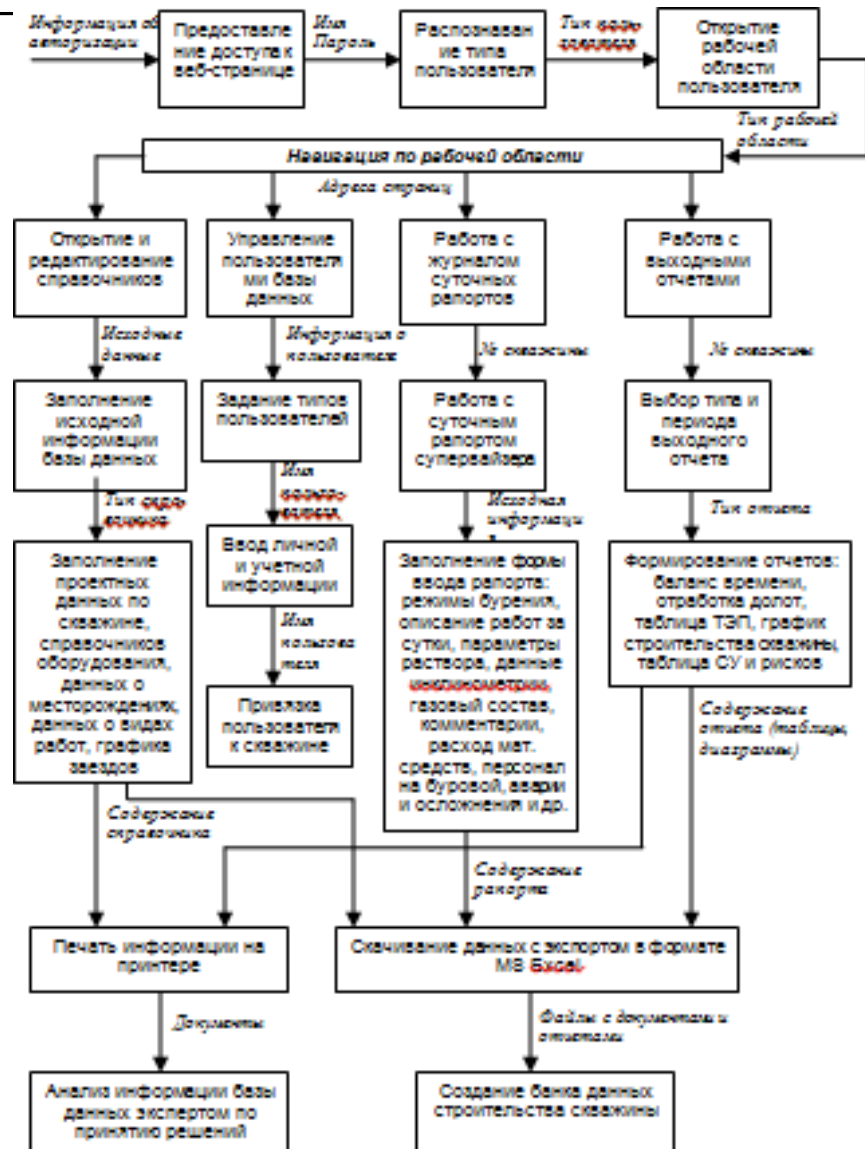 Информация об
авторизации
Предоставле
ние доступа к
веб-странице
Имя
Пароль
Распознаван
ие типа
пользователя
Тип поль-
зователя
Открытие
рабочей
области
пользователя
Тип рабочей
области
Навигация по рабочей области
Адреса страниц
Открытие и
редактирование
справочников
Управление
пользователя
ми базы
данных
Работа с
журналом
суточных
рапортов
Работа с
выходными
отчетами
Исходные
данные
Информация о
пользователе
№ скважины
№ скважины
Заполнение
исходной
информации
базы данных
Задание типов
пользователей
Работа с
суточным
рапортом
супервайзера
Выбор типа и
периода
выходного
отчета
Тип спра-
вочника
Имя
пользо-
вателя
Исходная
информаци
Тип отчета
Заполнение
проектных
данных по
скважине,
справочников
оборудования,
данных о
месторождениях,
данных о видах
работ, графика
заездов
Ввод личной
и учетной
информации
Имя
пользова
теля
Привязка
пользователя
к скважине
Заполнение формы
ввода рапорта:
режимы бурения,
описание работ за
сутки, параметры
раствора, данные
инклинометрии,
газовый состав,
комментарии,
расход мат.
средств, персонал
на буровой, аварии
и осложнения и др.
Формирование отчетов:
баланс времени,
отработка долот,
таблица ТЭП, график
строительства скважины,
таблица СУ и рисков
Содержание
отчета (таблицы,
диаграммы)
Содержание
справочника
Содержание
рапорта
Печать информации на
принтере
Скачивание данных с экспортом в формате
MS Excel
Документы
Файлы с документами и
отчетами
Анализ информации базы
данных экспертом по
принятию решений
Создание банка данных
строительства скважины